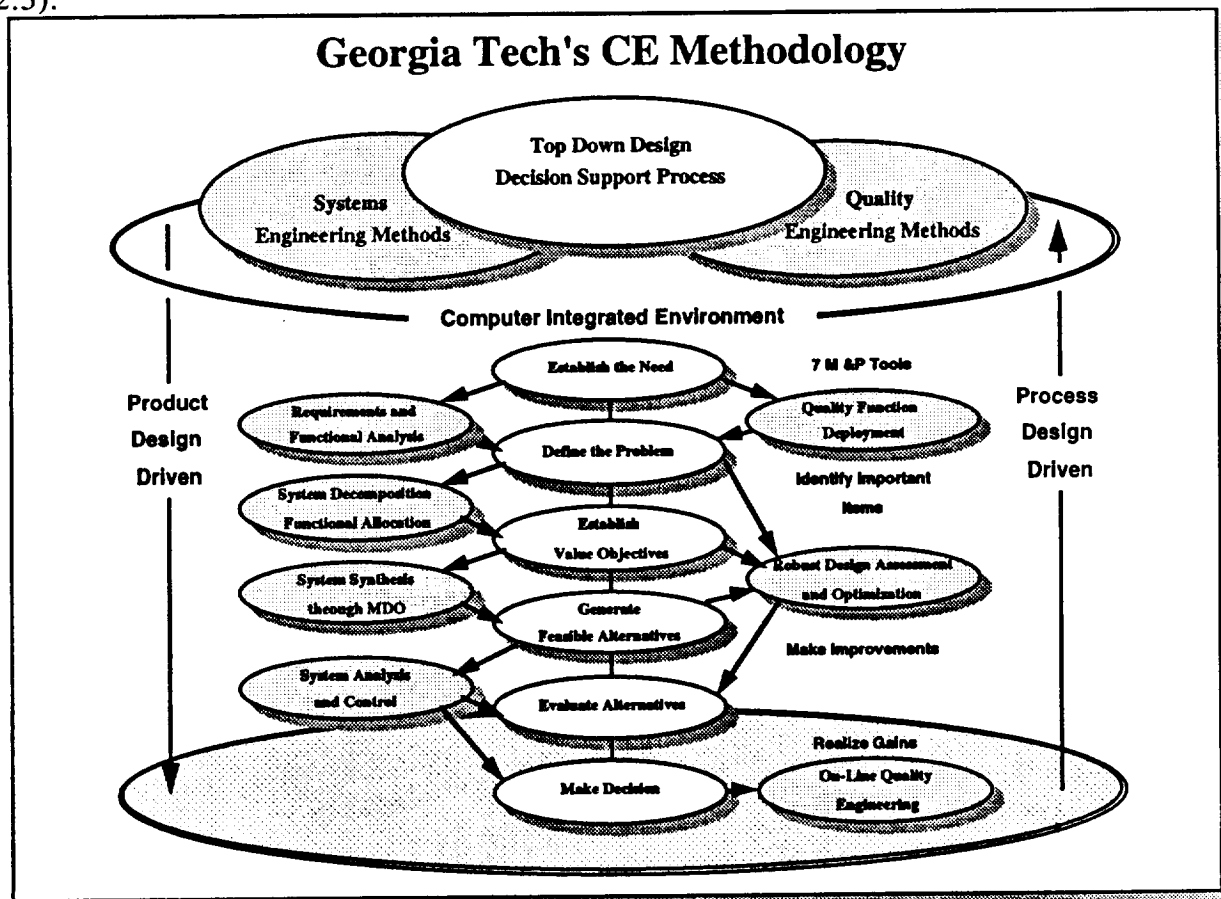 2.3).
Georgia Tech's CE Methodology
Top Down Design
Decision Support Process
Systems
Engineering Methods
Quality
Engineering Methods
Computer Integrated Environment
Establish the Need
7 M &P Tools
Product
Design
Driven
Process
Design
Driven
Requirements and
Functional Analysis
Quality Function
Deployment
Define the Problem
Identify Important
Items
System Decomposition
Functional Allocation
Establish
Value Objectives
Robust Design Assessment
and Optimization
System Synthesis
through MDO
Generate
Feasible Alternatives
Make Improvements
System Analysis
and Control
Evaluate Alternatives
Realize Gains
Make Decision
On-Line Quality
Engineering